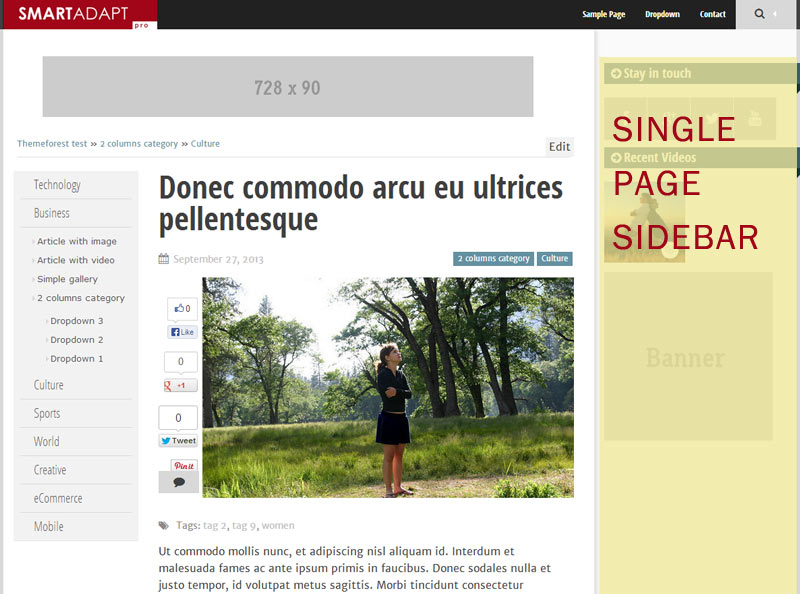 SMARTADAPT
pro
Sample Page Dropdown Contact
728 x 90
Themeforest test » 2 columns category » Culture
Edit
Technology
Business
Article with image
Article with video
Simple gallery
2 columns category
Dropdown 3
Dropdown 2
Dropdown 1
Culture
Sports
World
Creative
eCommerce
Mobile
Donec commodo arcu eu ultrices
pellentesque
September 27, 2013
2 columns category Culture
0
Like
0
+1
0
Tweet
Pin it
Tags: tag 2, tag 9, women
Ut commodo mollis nunc, et adipiscing nisl aliquam id. Interdum et
malesuada fames ac ante ipsum primis in faucibus. Donec sodales nulla et
justo tempor, id volutpat metus sagittis. Morbi tincidunt consectetur
Stay in touch
SINGLE
Recent Videos
PAGE
SIDEBAR
Banner